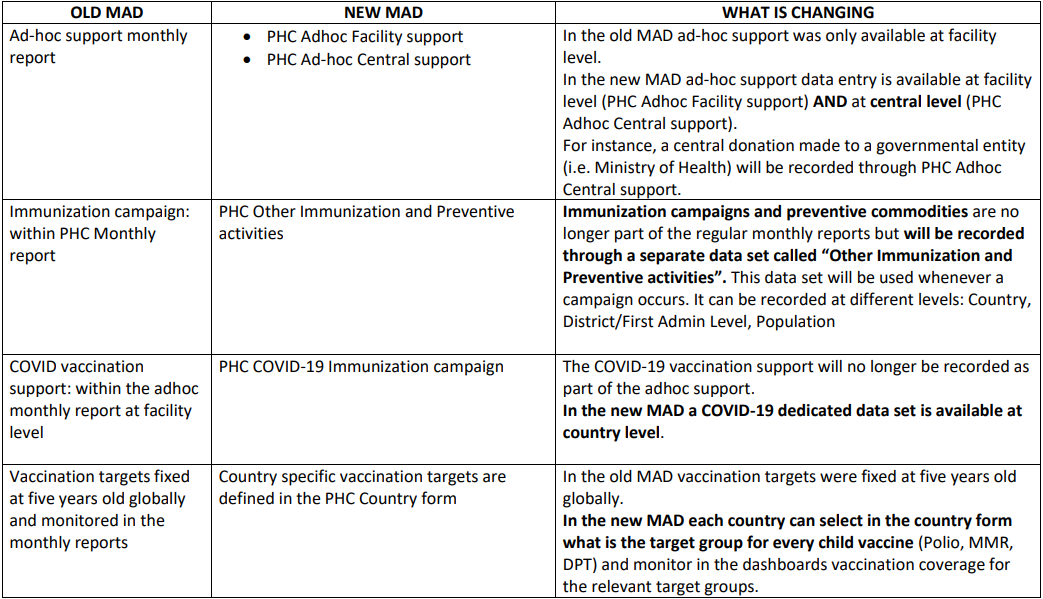 OLD MAD
NEW MAD
WHAT IS CHANGING
Ad-hoc support monthly
report
• PHC Adhoc Facility support
• PHC Ad-hoc Central support
In the old MAD ad-hoc support was only available at facility
level.
In the new MAD ad-hoc support data entry is available at facility
level (PHC Adhoc Facility support) AND at central level (PHC
Adhoc Central support).
For instance, a central donation made to a governmental entity
(i.e. Ministry of Health) will be recorded through PHC Adhoc
Central support.
Immunization campaign:
within PHC Monthly
report
PHC Other Immunization and Preventive
activities
Immunization campaigns and preventive commodities are no
longer part of the regular monthly reports but will be recorded
through a separate data set called “Other Immunization and
Preventive activities”. This data set will be used whenever a
campaign occurs. It can be recorded at different levels: Country,
District/First Admin Level, Population
COVID vaccination
support: within the adhoc
monthly report at facility
level
PHC COVID-19 Immunization campaign
The COVID-19 vaccination support will no longer be recorded as
part of the adhoc support.
In the new MAD a COVID-19 dedicated data set is available at
country level.
Vaccination targets fixed
at five years old globally
and monitored in the
monthly reports
Country specific vaccination targets are
defined in the PHC Country form
In the old MAD vaccination targets were fixed at five years old
globally.
In the new MAD each country can select in the country form
what is the target group for every child vaccine (Polio, MMR,
DPT) and monitor in the dashboards vaccination coverage for
the relevant target groups.